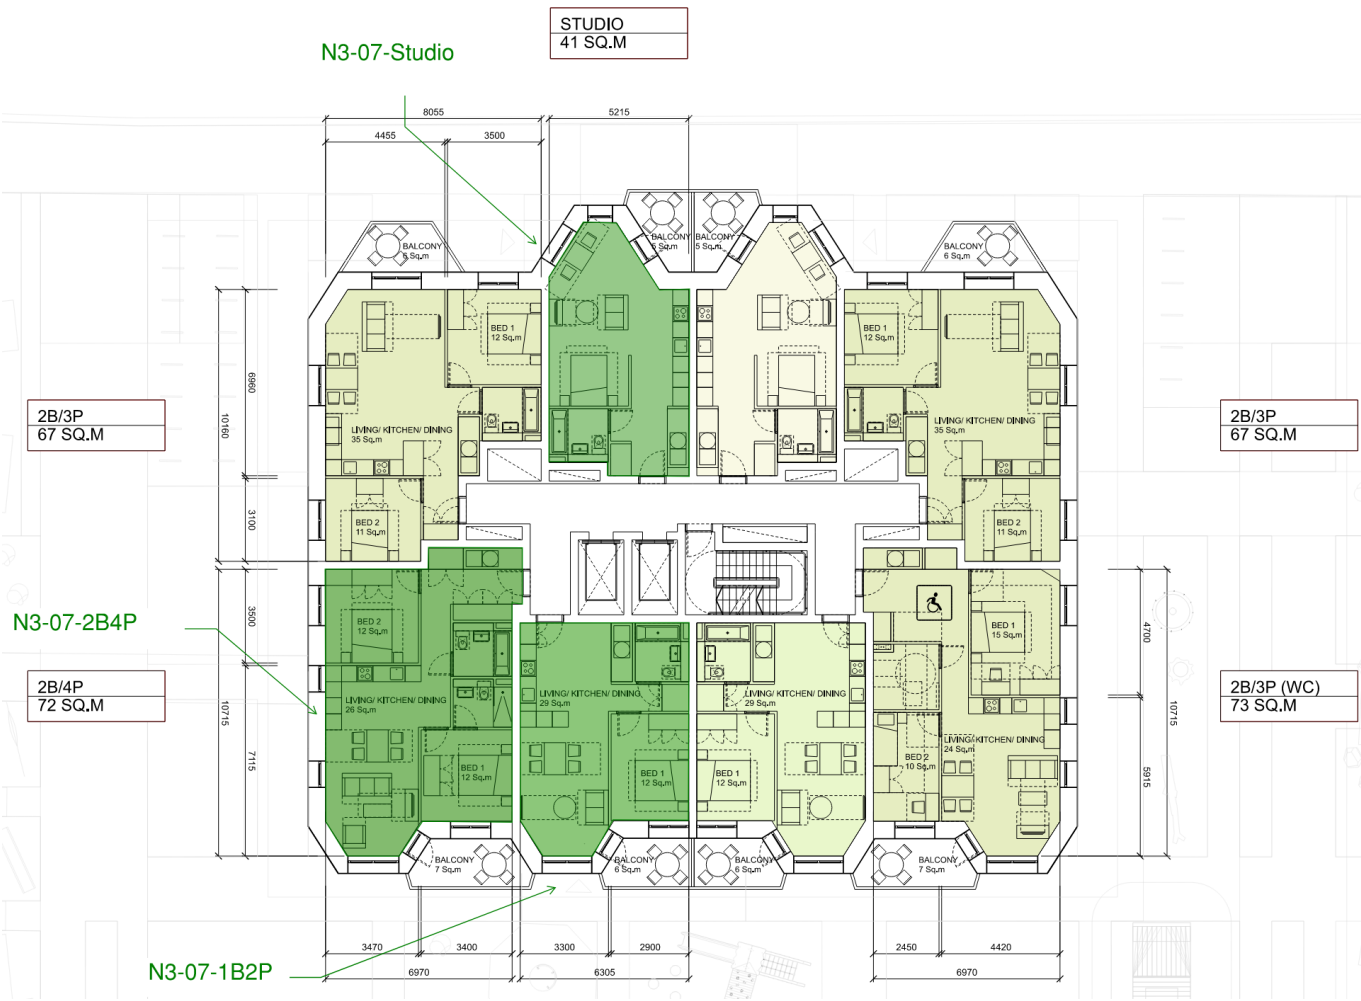 STUDIO
41 SQ.M
N3-07-Studio
8055
5215
4455
3500
BALCONY
6 Sq.m
BALCONY
5 Sq.m
BALCONY
5 Sq.m
BALCONY
6 Sq.m
BED 1
12 Sq.m
BED 1
12 Sq.m
6960
10160
3100
2B/3P
67 SQ.M
LIVING/ KITCHEN/ DINING
35 Sq.m
LIVING/ KITCHEN/ DINING
35 Sq.m
2B/3P
67 SQ.M
BED 2
11 Sq.m
BED 2
11 Sq.m
N3-07-2B4P
3500
10715
7115
BED 2
12 Sq.m
BED 1
15 Sq.m
4700
10715
5915
2B/4P
72 SQ.M
LIVING/ KITCHEN/ DINING
26 Sq.m
LIVING/ KITCHEN/ DINING
29 Sq.m
LIVING/ KITCHEN/ DINING
29 Sq.m
2B/3P (WC)
73 SQ.M
LIVING/ KITCHEN/ DINING
24 Sq.m
BED 1
12 Sq.m
BED 1
12 Sq.m
BED 1
12 Sq.m
BED 2
10 Sq.m
BALCONY
7 Sq.m
BALCONY
6 Sq.m
BALCONY
6 Sq.m
BALCONY
7 Sq.m
3470
3400
3300
2900
2450
4420
N3-07-1B2P
6970
6305
6970